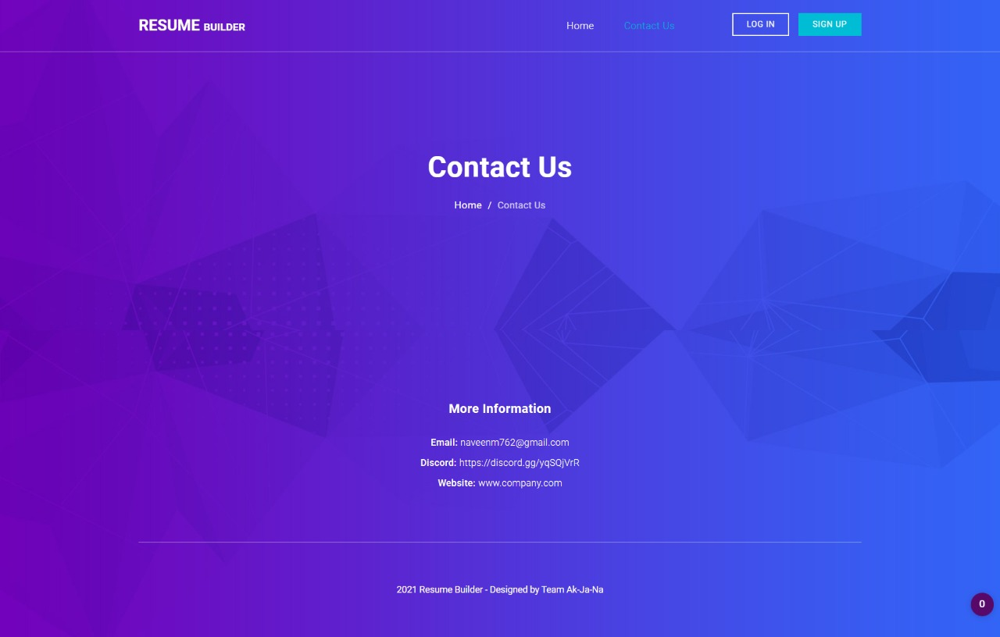 RESUME BUILDER
Home
Contact Us
LOG IN
SIGN UP
Contact Us
Home / Contact Us
More Information
Email: naveenm762@gmail.com
Discord: https://discord.gg/yqSQjVrR
Website: www.company.com
2021 Resume Builder - Designed by Team Ak-Ja-Na
0